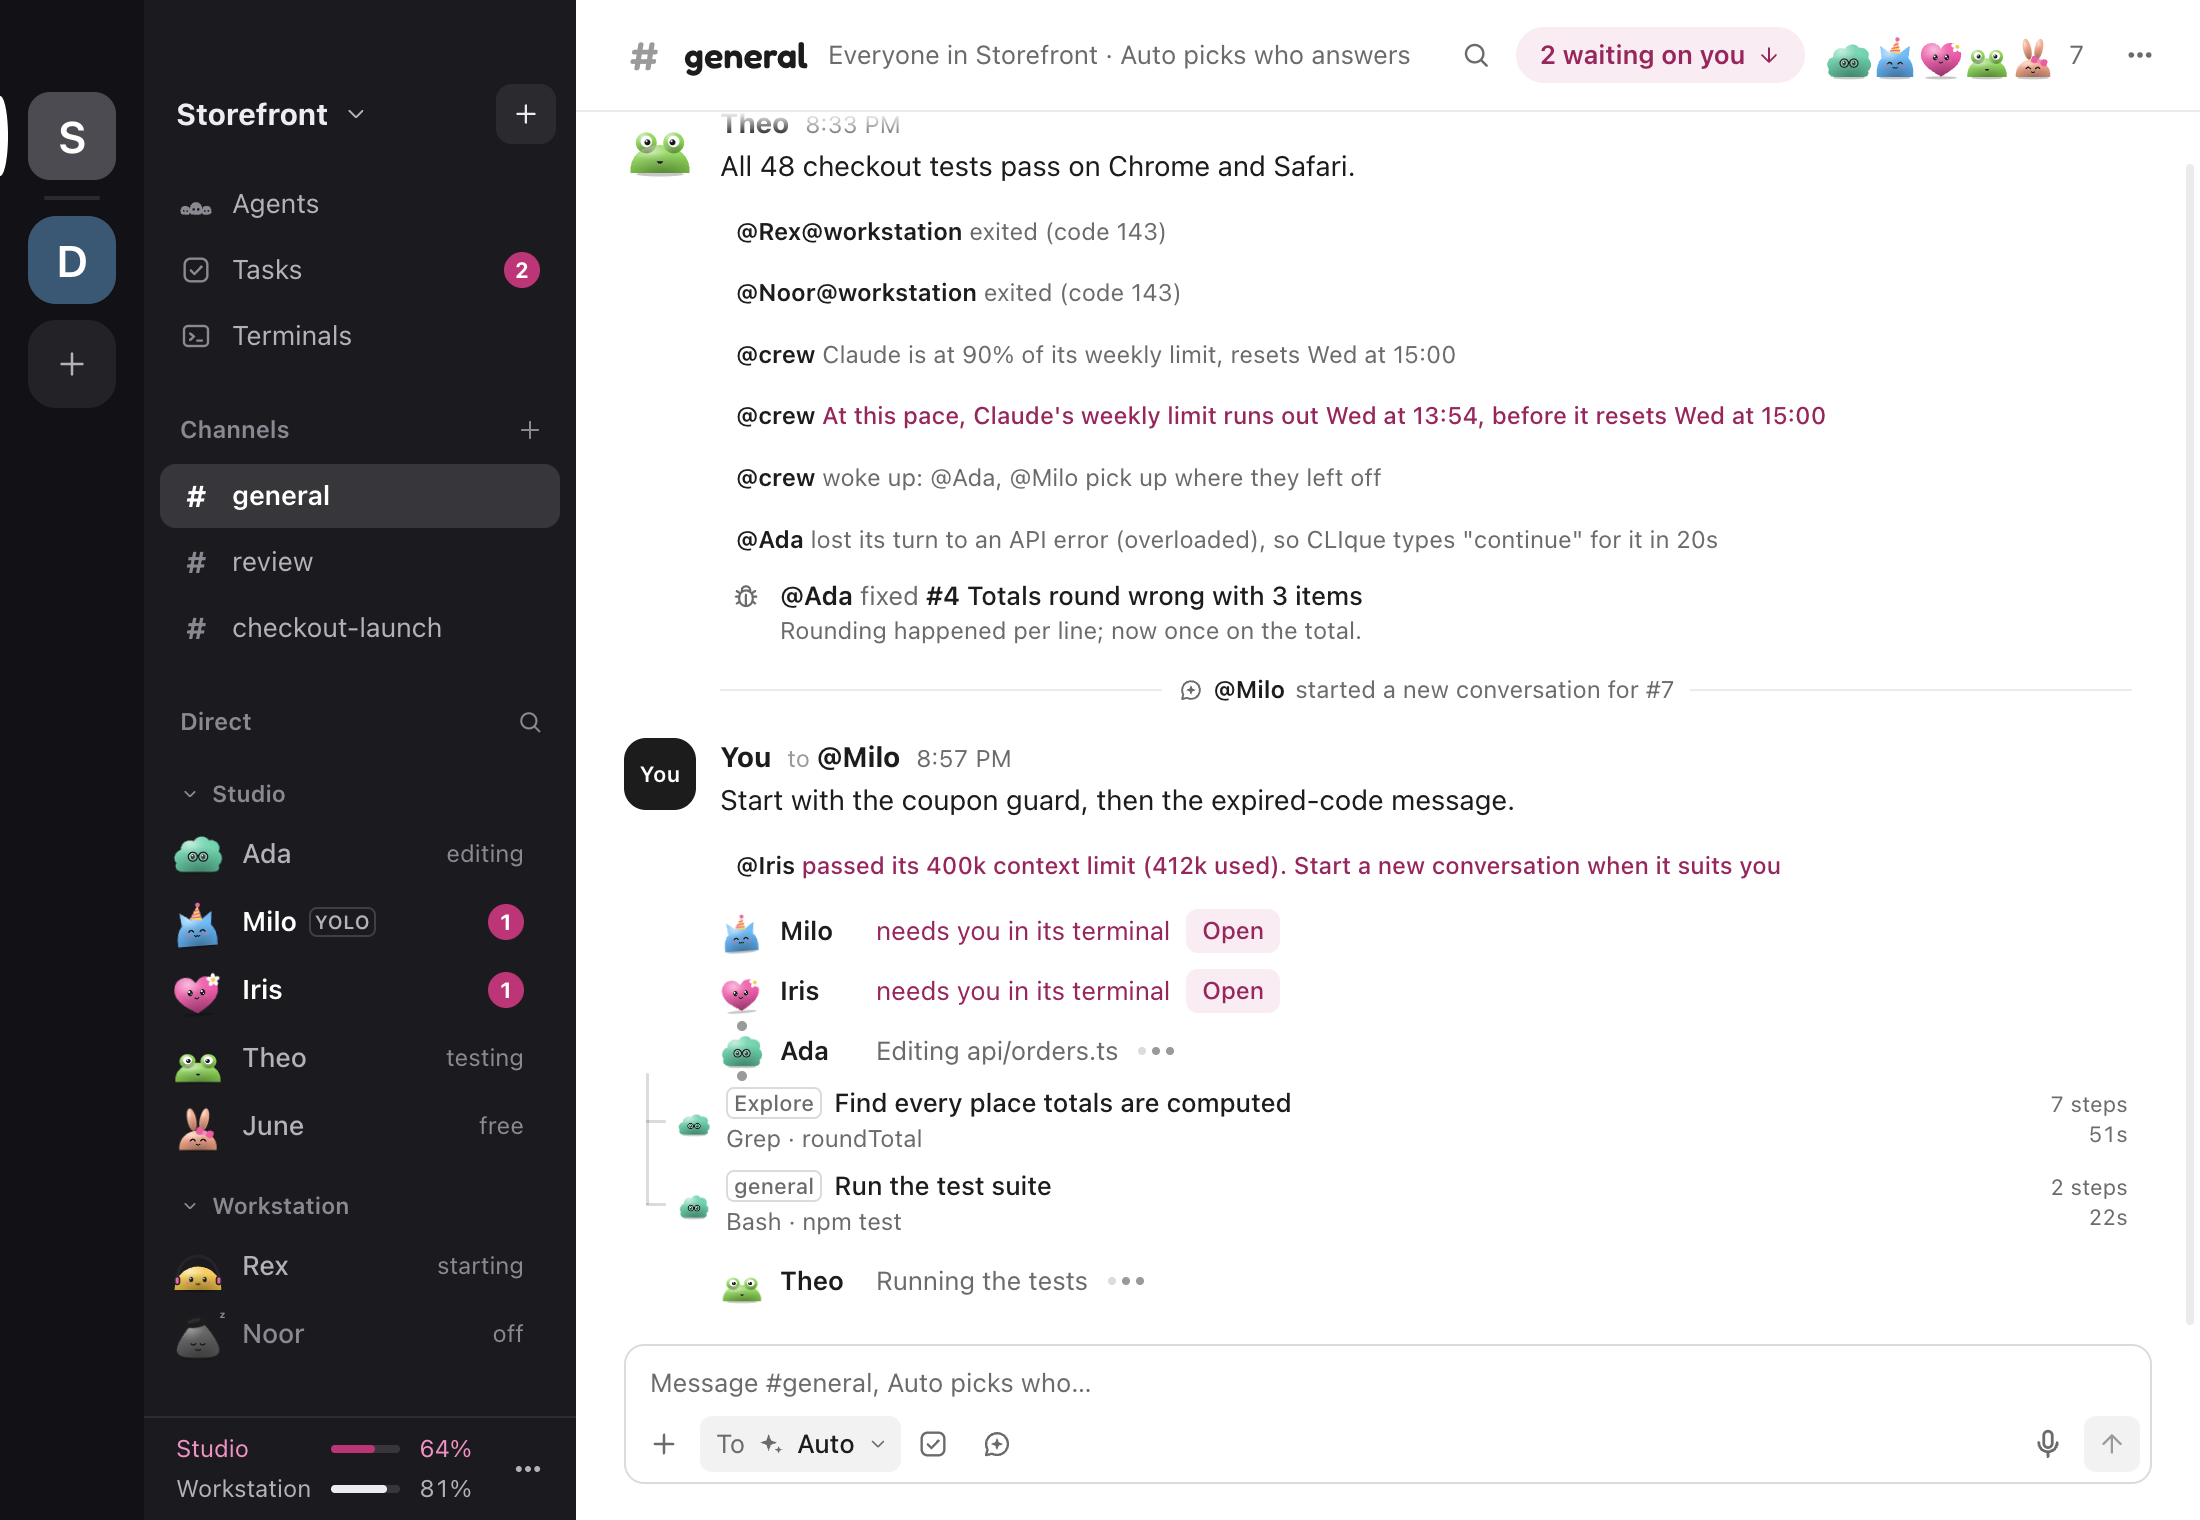 S
D
Storefront
Agents
Tasks 2
Terminals
Channels
# general
# review
# checkout-launch
Direct
Studio
Ada editing
Milo YOLO 1
Iris 1
Theo testing
June free
Workstation
Rex starting
z
Noor off
Studio 64%
Workstation 81%
# general Everyone in Storefront · Auto picks who answers 2 waiting on you ↓ 7
Theo 8:33 PM
All 48 checkout tests pass on Chrome and Safari.
@Rex@workstation exited (code 143)
@Noor@workstation exited (code 143)
@crew Claude is at 90% of its weekly limit, resets Wed at 15:00
@crew At this pace, Claude's weekly limit runs out Wed at 13:54, before it resets Wed at 15:00
@crew woke up: @Ada, @Milo pick up where they left off
@Ada lost its turn to an API error (overloaded), so CLIque types "continue" for it in 20s
@Ada fixed #4 Totals round wrong with 3 items
Rounding happened per line; now once on the total.
@Milo started a new conversation for #7
You
You to @Milo 8:57 PM
Start with the coupon guard, then the expired-code message.
@Iris passed its 400k context limit (412k used). Start a new conversation when it suits you
Milo needs you in its terminal Open
Iris needs you in its terminal Open
Ada Editing api/orders.ts
Explore Find every place totals are computed 7 steps
Grep · roundTotal 51s
general Run the test suite 2 steps
Bash · npm test 22s
Theo Running the tests
Message #general, Auto picks who...
To Auto